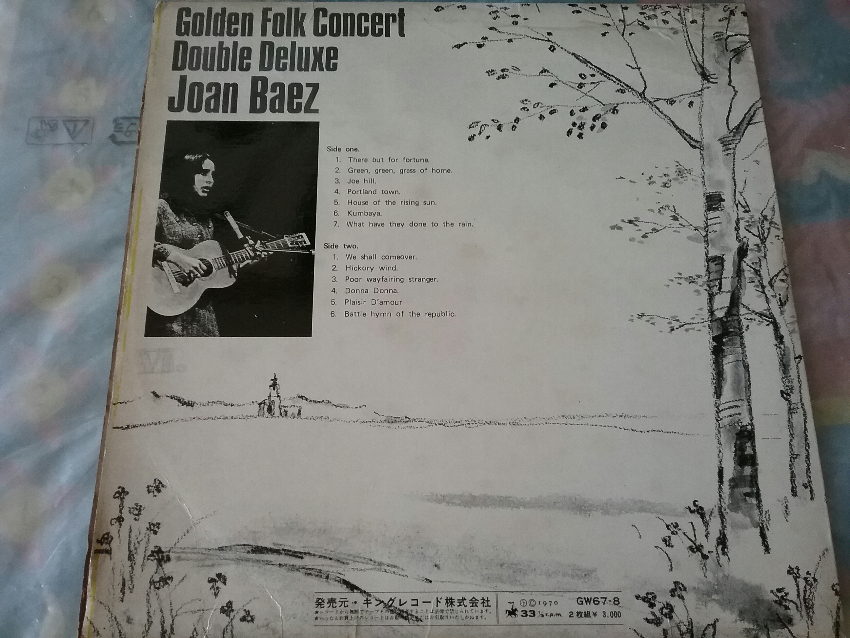 Golden Folk Concert
Double Deluxe
Joan Baez
Side one.
1. There but for fortune.
2. Green, green, grass of home.
3. Joe hill.
4. Portland town.
5. House of the rising sun.
6. Kumbaya.
7. What have they done to the rain.
Side two.
1. We shall comeover.
2. Hickory wind.
3. Poor wayfairing stranger.
4. Donna Donna.
5. Plaisir D'amour
6. Battle hymn of the republic.
発売元・キングレコード株式会社
Ⓟ©1970 GW67-8
33⅓r.p.m. 2枚組¥3,000